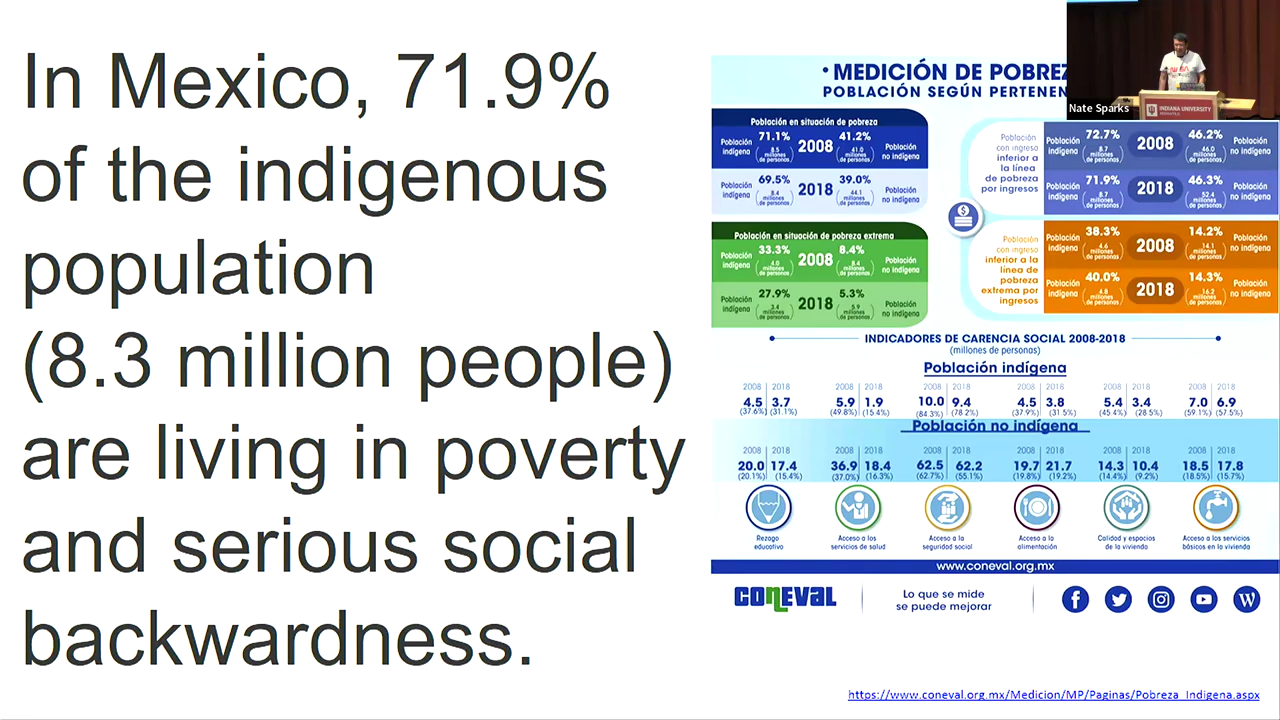 In Mexico, 71.9%
of the indigenous
population
(8.3 million people)
are living in poverty
and serious social
backwardness.
• MEDICIÓN DE POBREZ
POBLACIÓN SEGÚN PERTENEN
Nate Sparks
INDIANA UNIVERSITY
Población en situación de pobreza
Población indígena 71.1% (8.5 millones de personas) 2008 41.2% (41.0 millones de personas) Población no indígena
Población indígena 69.5% (8.4 millones de personas) 2018 39.0% (44.1 millones de personas) Población no indígena
Población en situación de pobreza extrema
Población indígena 33.3% (4.0 millones de personas) 2008 8.4% (8.4 millones de personas) Población no indígena
Población indígena 27.9% (3.4 millones de personas) 2018 5.3% (5.9 millones de personas) Población no indígena
Población
con ingreso
inferior a
la línea
de pobreza
por ingresos
Población indígena 72.7% (8.7 millones de personas) 2008 46.2% (46.0 millones de personas) Población no indígena
Población indígena 71.9% (8.7 millones de personas) 2018 46.3% (52.4 millones de personas) Población no indígena
Población
con ingreso
inferior a la
línea de
pobreza
extrema por
ingresos
Población indígena 38.3% (4.6 millones de personas) 2008 14.2% (14.1 millones de personas) Población no indígena
Población indígena 40.0% (4.8 millones de personas) 2018 14.3% (16.2 millones de personas) Población no indígena
INDICADORES DE CARENCIA SOCIAL 2008-2018
(millones de personas)
Población indígena
2008 2018 2008 2018 2008 2018 2008 2018 2008 2018 2008 2018
4.5 3.7 5.9 1.9 10.0 9.4 4.5 3.8 5.4 3.4 7.0 6.9
(37.6%) (31.1%) (49.8%) (15.4%) (84.3%) (78.2%) (37.9%) (31.5%) (45.4%) (28.5%) (59.1%) (57.5%)
Población no indígena
2008 2018 2008 2018 2008 2018 2008 2018 2008 2018 2008 2018
20.0 17.4 36.9 18.4 62.5 62.2 19.7 21.7 14.3 10.4 18.5 17.8
(20.1%) (15.4%) (37.0%) (16.3%) (62.7%) (55.1%) (19.8%) (19.2%) (14.4%) (9.2%) (18.5%) (15.7%)
Rezago educativo
Acceso a los servicios de salud
Acceso a la seguridad social
Acceso a la alimentación
Calidad y espacios de la vivienda
Acceso a los servicios básicos en la vivienda
www.coneval.org.mx
CONEVAL
Lo que se mide
se puede mejorar
https://www.coneval.org.mx/Medicion/MP/Paginas/Pobreza_Indigena.aspx